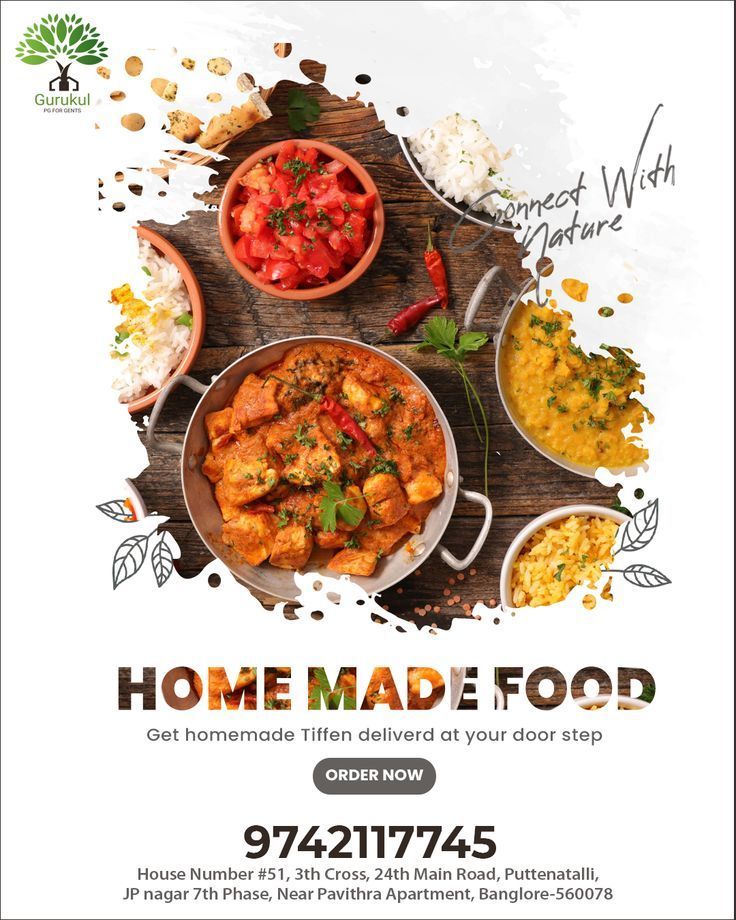 Gurukul
PG FOR GENTS
Connect With
Nature
HOME MADE FOOD
Get homemade Tiffen deliverd at your door step
ORDER NOW
9742117745
House Number #51, 3th Cross, 24th Main Road, Puttenatalli,
JP nagar 7th Phase, Near Pavithra Apartment, Banglore-560078